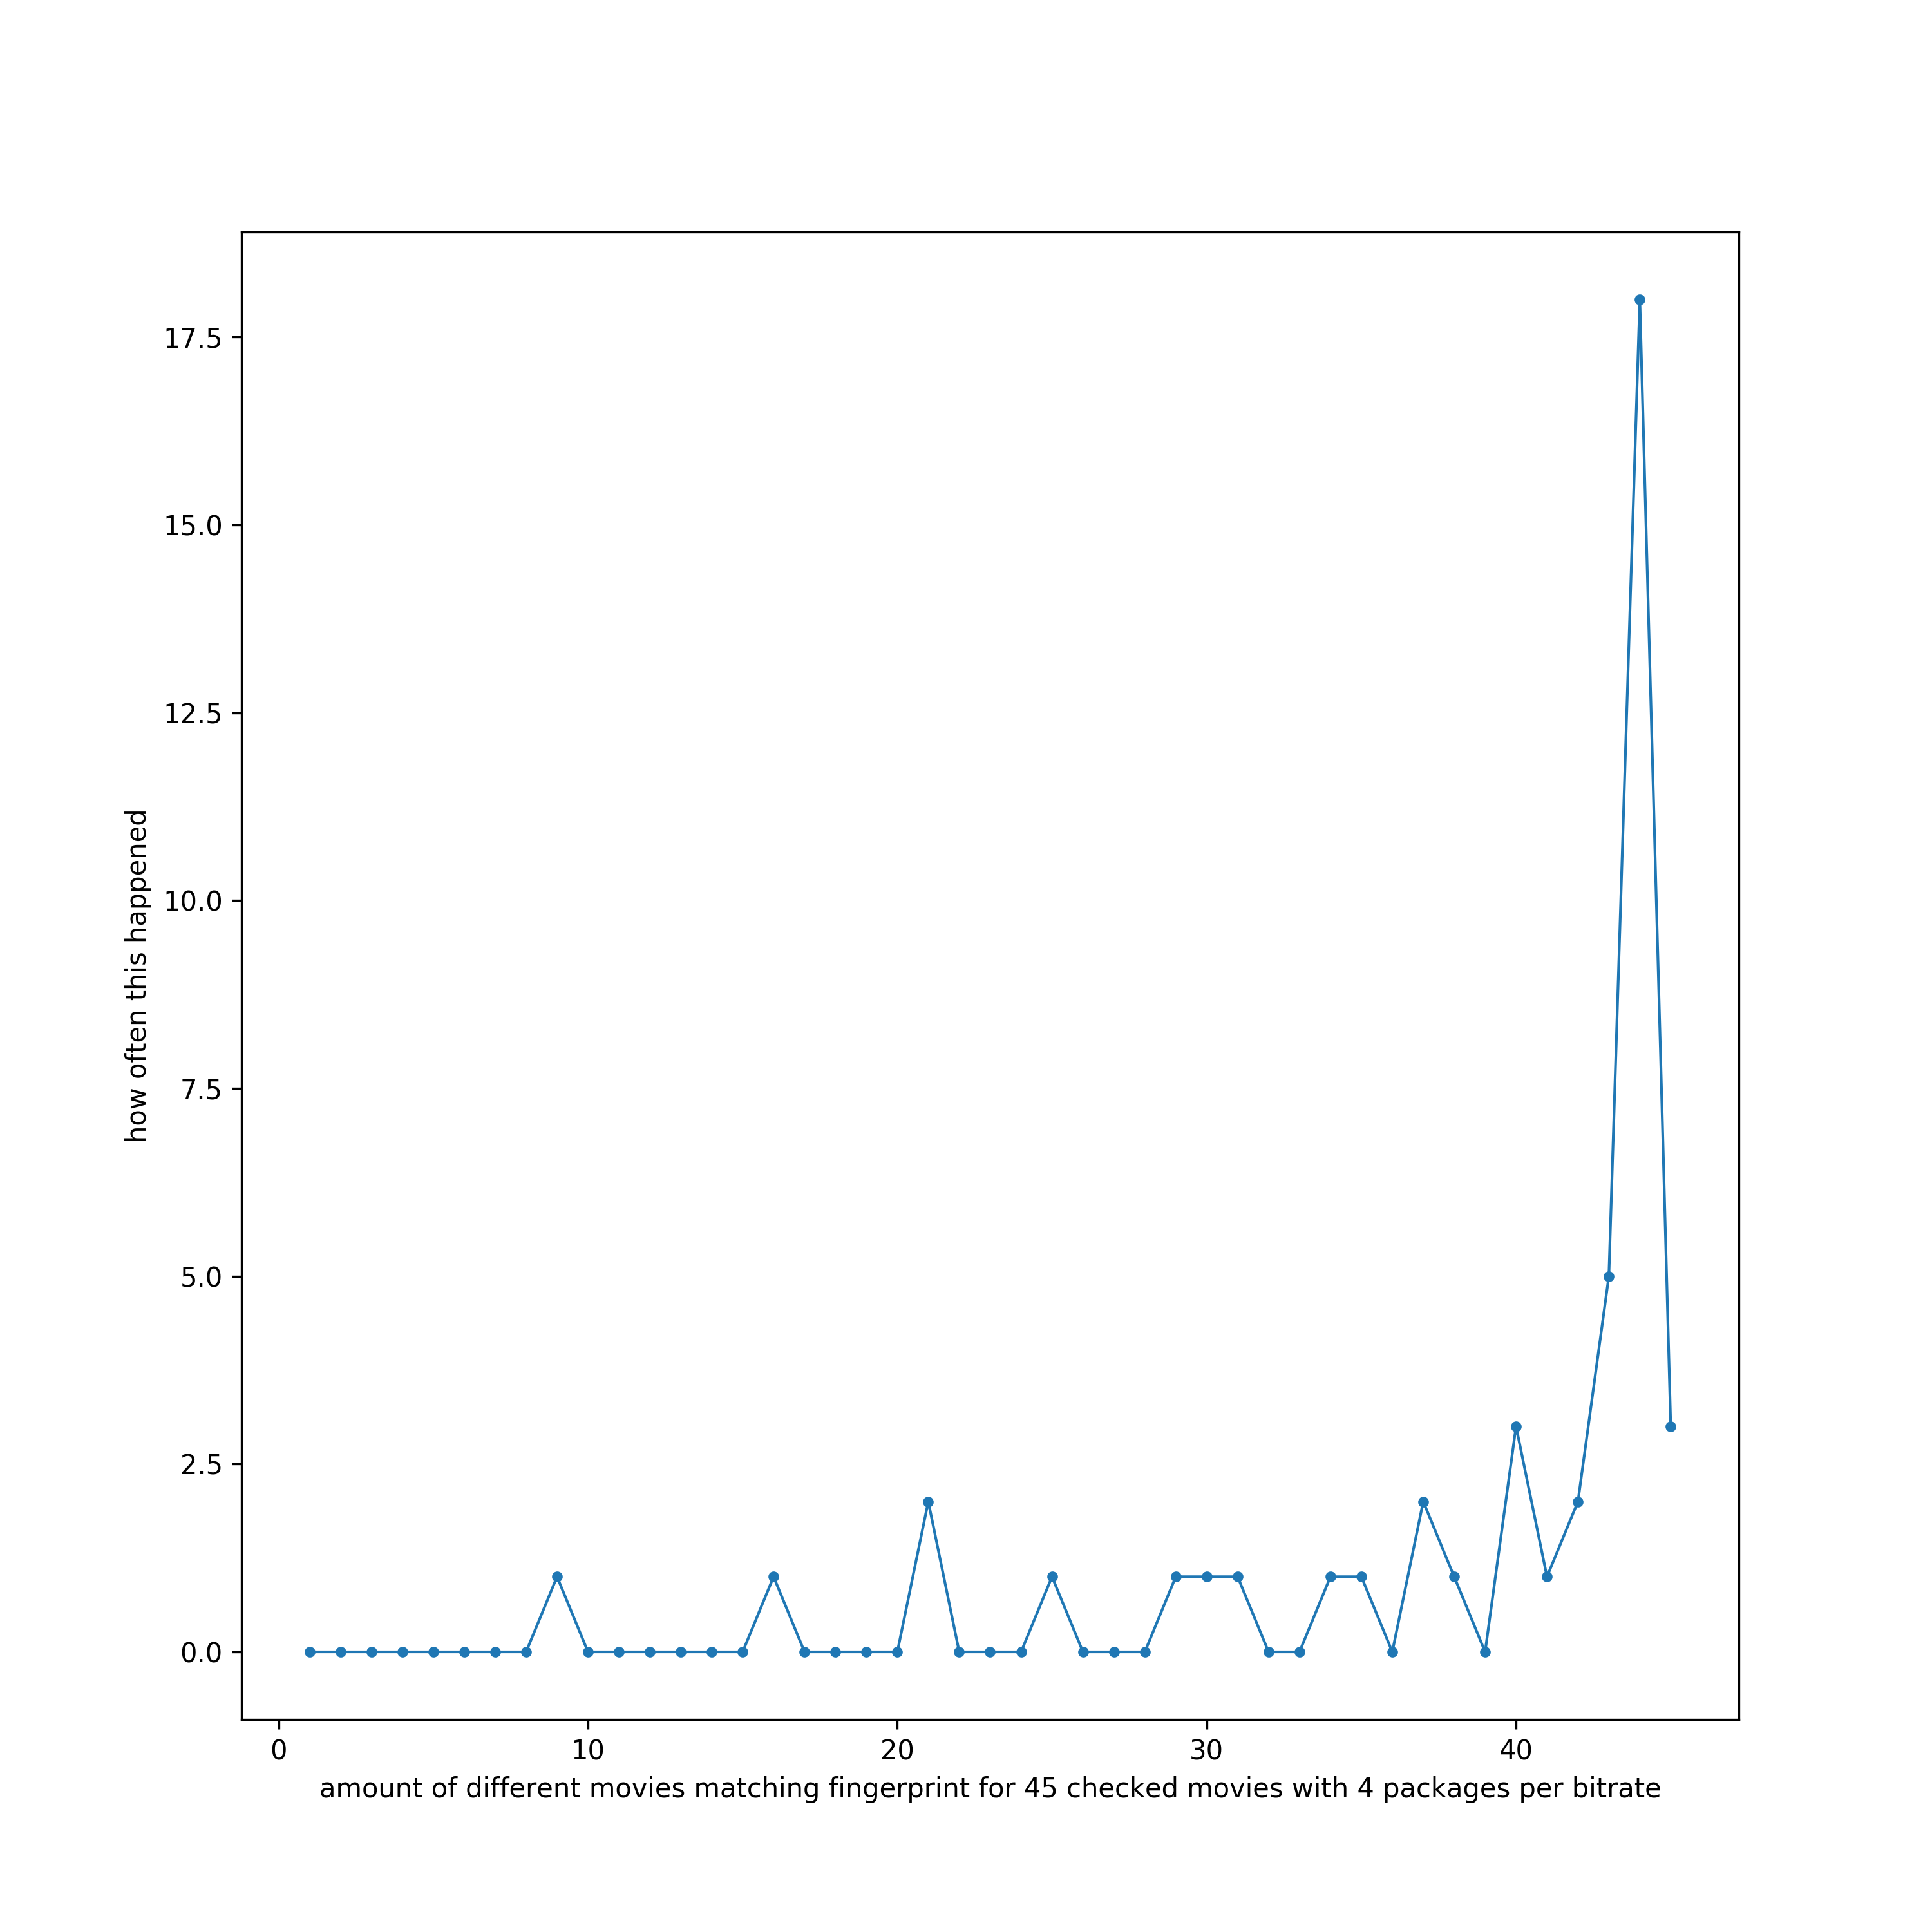 17.5
15.0
12.5
10.0
7.5
5.0
2.5
0.0
how often this happened
0 10 20 30 40
amount of different movies matching fingerprint for 45 checked movies with 4 packages per bitrate